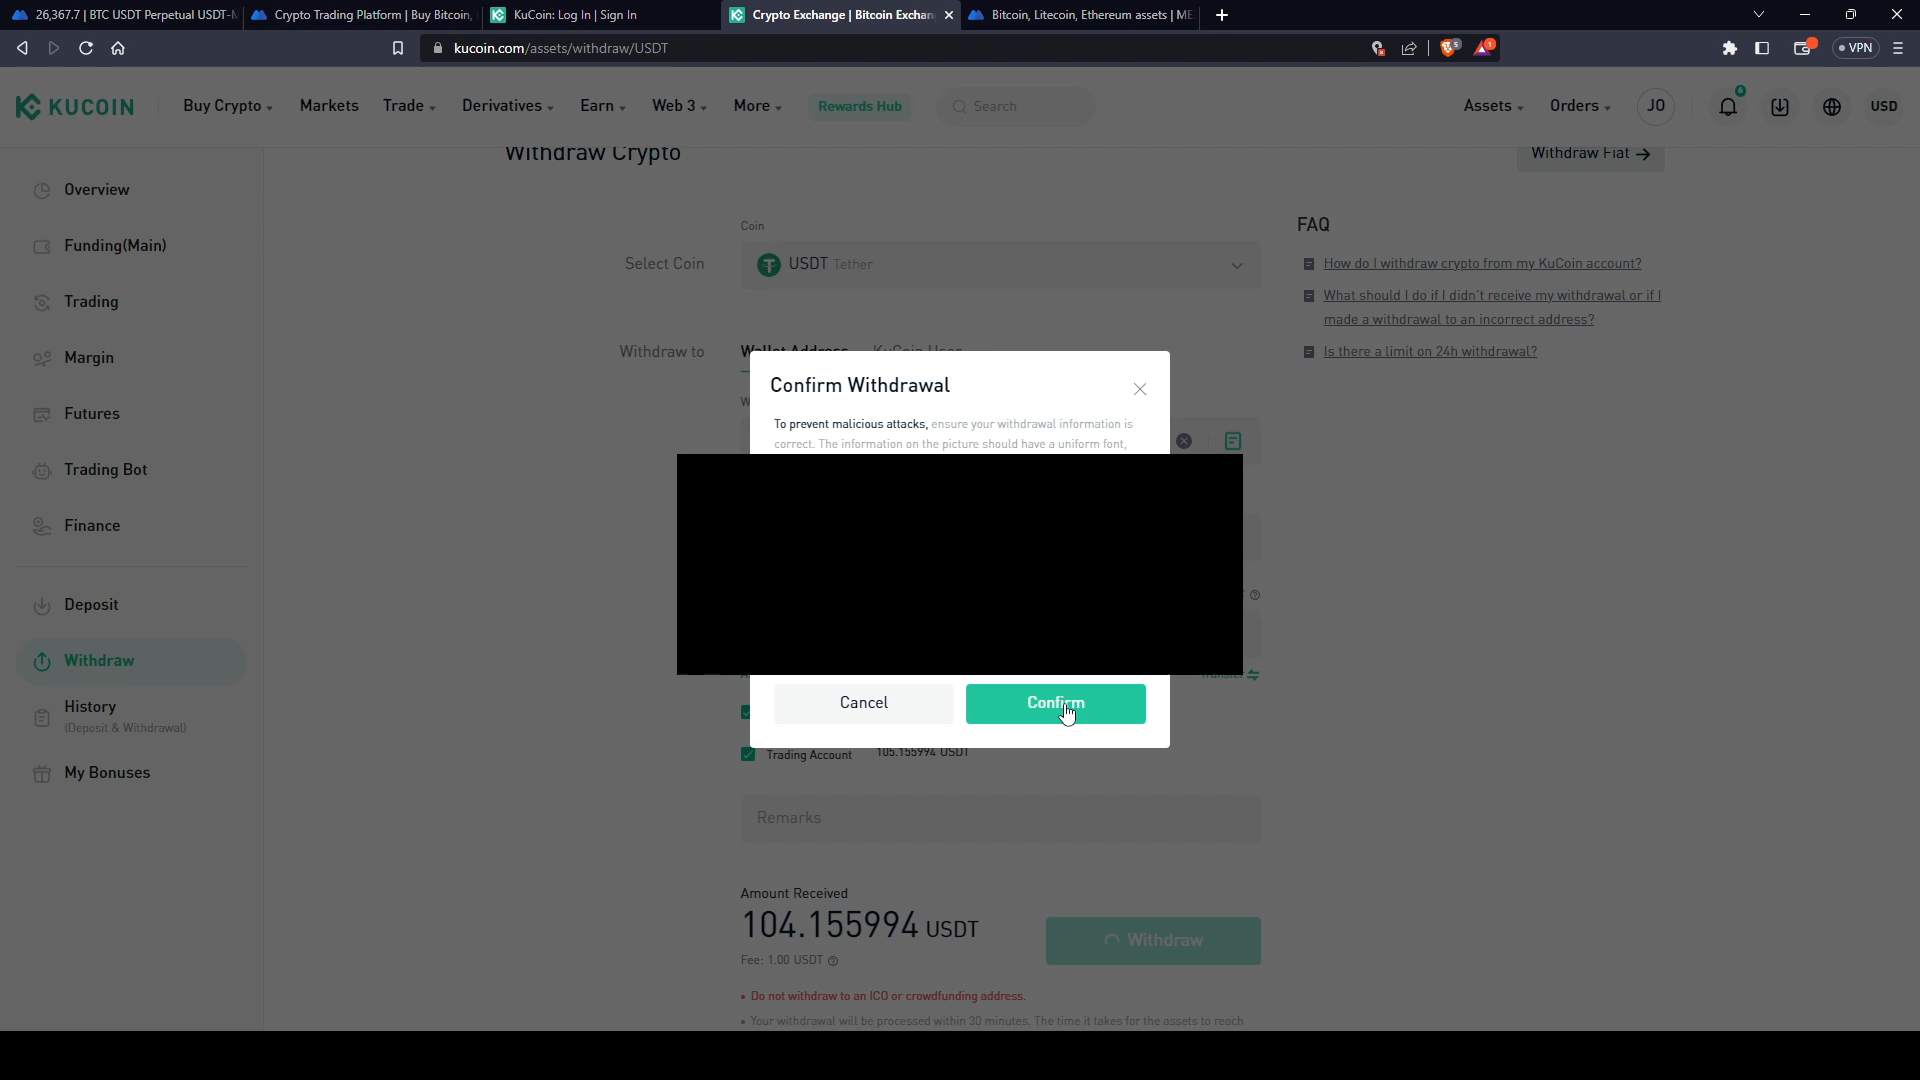 26,367.7 | BTC USDT Perpetual USDT-M
Crypto Trading Platform | Buy Bitcoin,
KuCoin: Log In | Sign In
Crypto Exchange | Bitcoin Exchan
Bitcoin, Litecoin, Ethereum assets | ME
kucoin.com/assets/withdraw/USDT
5
1
VPN
KUCOIN
Buy Crypto
Markets
Trade
Derivatives
Earn
Web 3
More
Rewards Hub
Search
Assets
Orders
JO
USD
Withdraw Crypto
Withdraw Fiat →
Overview
Funding(Main)
Trading
Margin
Futures
Trading Bot
Finance
Deposit
Withdraw
History
(Deposit & Withdrawal)
My Bonuses
Coin
Select Coin
USDT Tether
Withdraw to
Wallet Address
KuCoin User
FAQ
How do I withdraw crypto from my KuCoin account?
What should I do if I didn't receive my withdrawal or if I
made a withdrawal to an incorrect address?
Is there a limit on 24h withdrawal?
Confirm Withdrawal
To prevent malicious attacks, ensure your withdrawal information is
correct. The information on the picture should have a uniform font,
Transfer
Cancel
Confirm
Trading Account
105.155994 USDT
Remarks
Amount Received
104.155994 USDT
Fee: 1.00 USDT
Withdraw
• Do not withdraw to an ICO or crowdfunding address.
• Your withdrawal will be processed within 30 minutes. The time it takes for the assets to reach